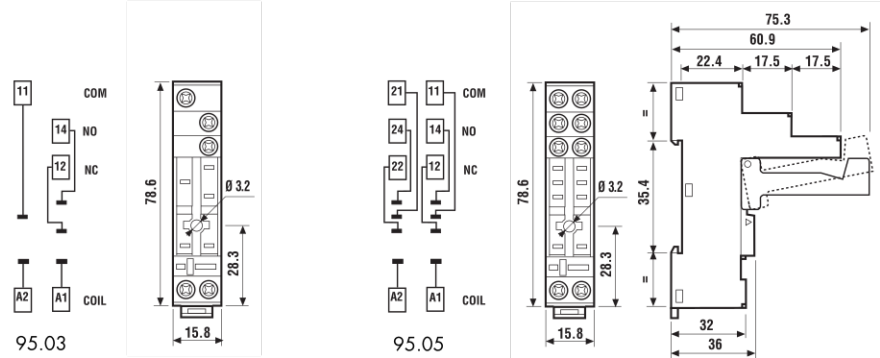 11 COM
14 NO
12 NC
A2 A1 COIL
95.03
78.6
Ø 3.2
28.3
15.8
21 11 COM
24 14 NO
22 12 NC
A2 A1 COIL
95.05
78.6
Ø 3.2
28.3
15.8
75.3
60.9
22.4 17.5 17.5
=
35.4
=
32
36